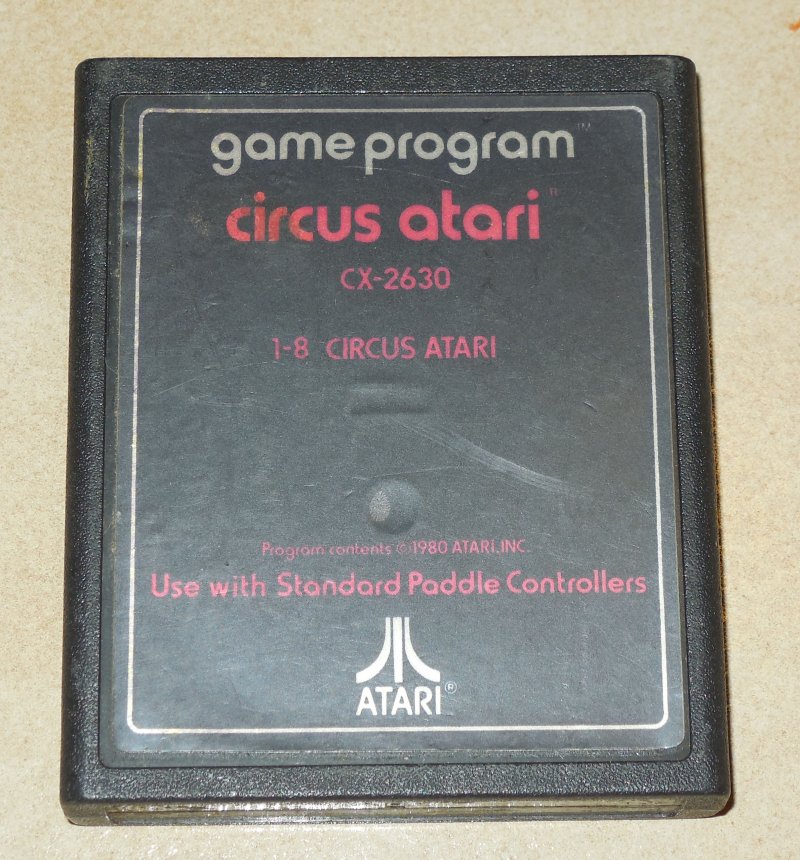 game program™
circus atari®
CX-2630
1-8 CIRCUS ATARI
Program contents © 1980 ATARI, INC.
Use with Standard Paddle Controllers
ATARI®